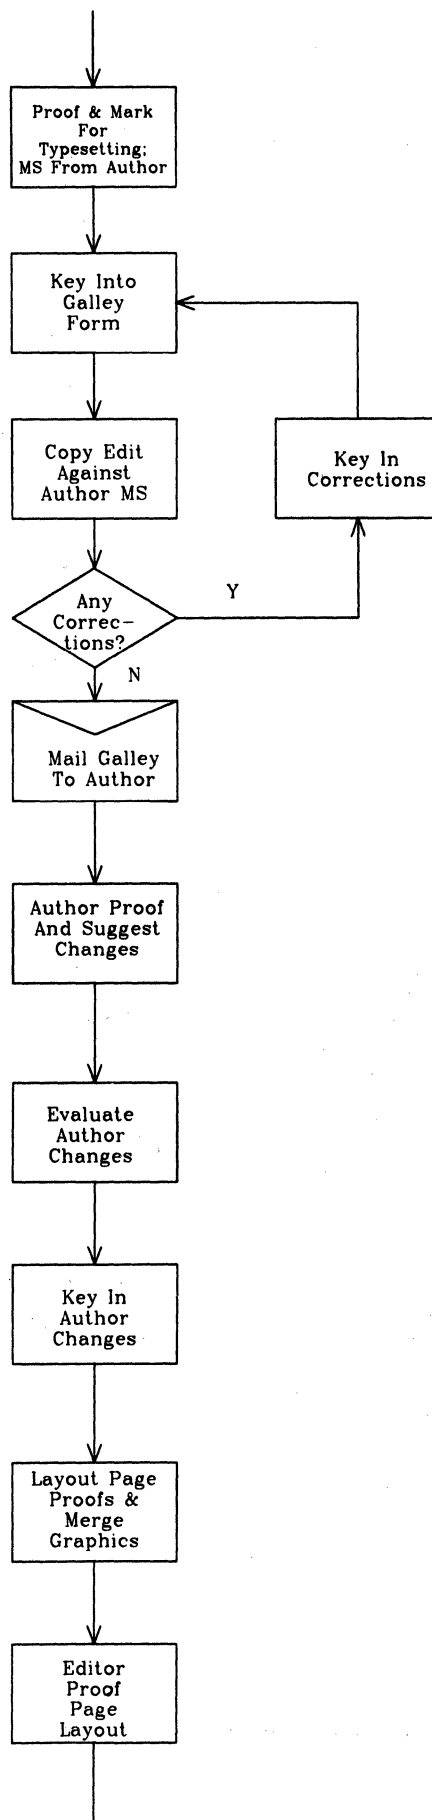 Proof & Mark
For
Typesetting;
MS From Author
Key Into
Galley
Form
Copy Edit
Against
Author MS
Key In
Corrections
Any
Correc-
tions?
Y
N
Mail Galley
To Author
Author Proof
And Suggest
Changes
Evaluate
Author
Changes
Key In
Author
Changes
Layout Page
Proofs &
Merge
Graphics
Editor
Proof
Page
Layout